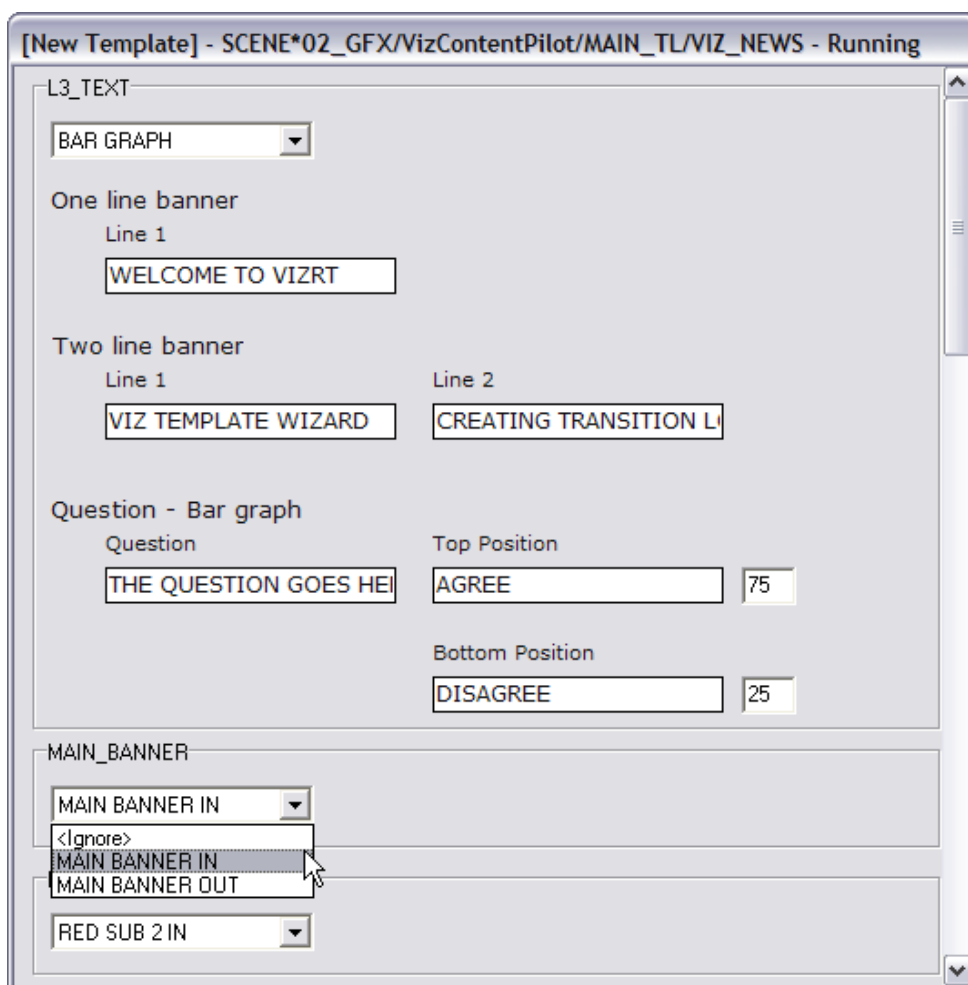 [New Template] - SCENE*02_GFX/VizContentPilot/MAIN_TL/VIZ_NEWS - Running
L3_TEXT
BAR GRAPH
One line banner
Line 1
WELCOME TO VIZRT
Two line banner
Line 1 Line 2
VIZ TEMPLATE WIZARD CREATING TRANSITION
Question - Bar graph
Question Top Position
THE QUESTION GOES AGREE 75
Bottom Position
DISAGREE 25
MAIN_BANNER
MAIN BANNER IN
<Ignore>
MAIN BANNER IN
MAIN BANNER OUT
RED SUB 2 IN